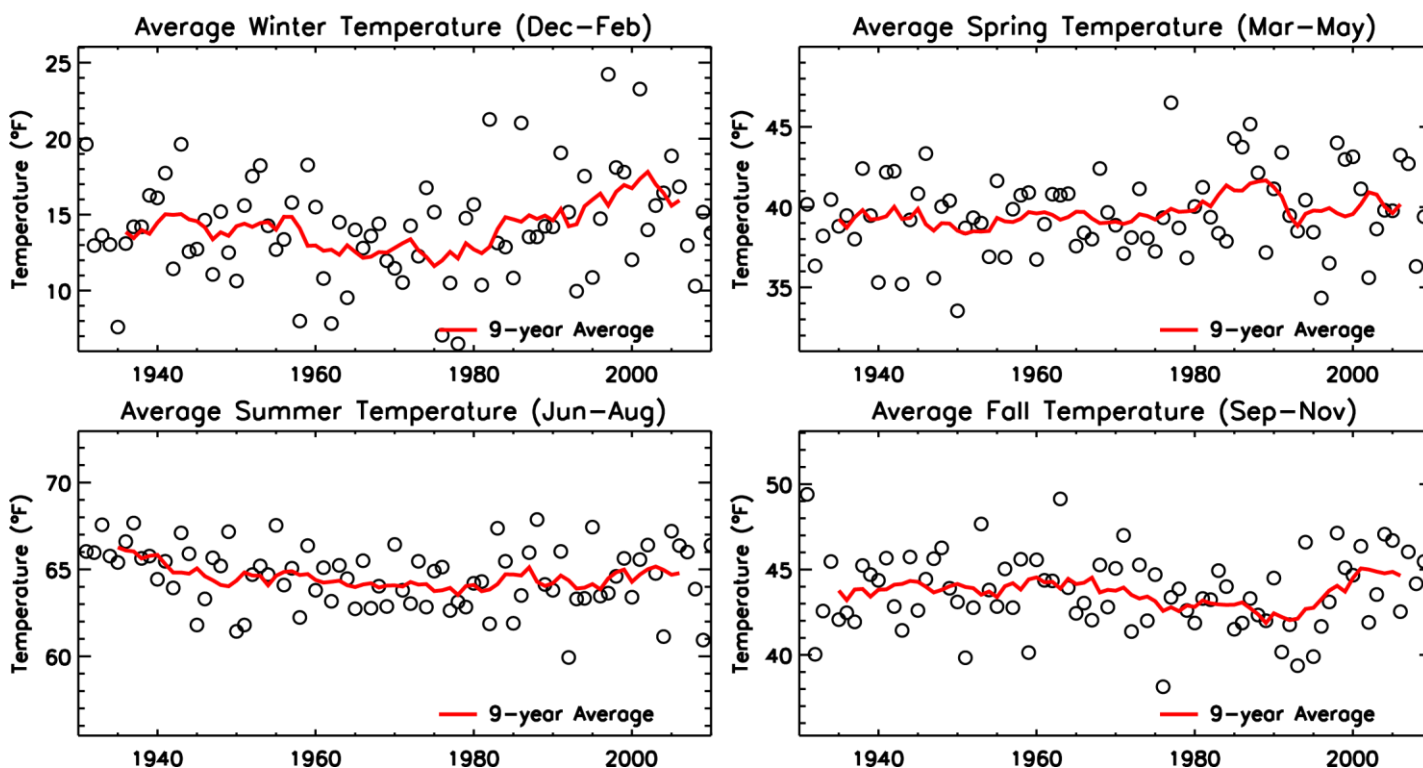 Average Winter Temperature (Dec-Feb)
Temperature (°F)
25
20
15
10
9-year Average
1940
1960
1980
2000
Average Spring Temperature (Mar-May)
Temperature (°F)
45
40
35
9-year Average
1940
1960
1980
2000
Average Summer Temperature (Jun-Aug)
Temperature (°F)
70
65
60
9-year Average
1940
1960
1980
2000
Average Fall Temperature (Sep-Nov)
Temperature (°F)
50
45
40
9-year Average
1940
1960
1980
2000